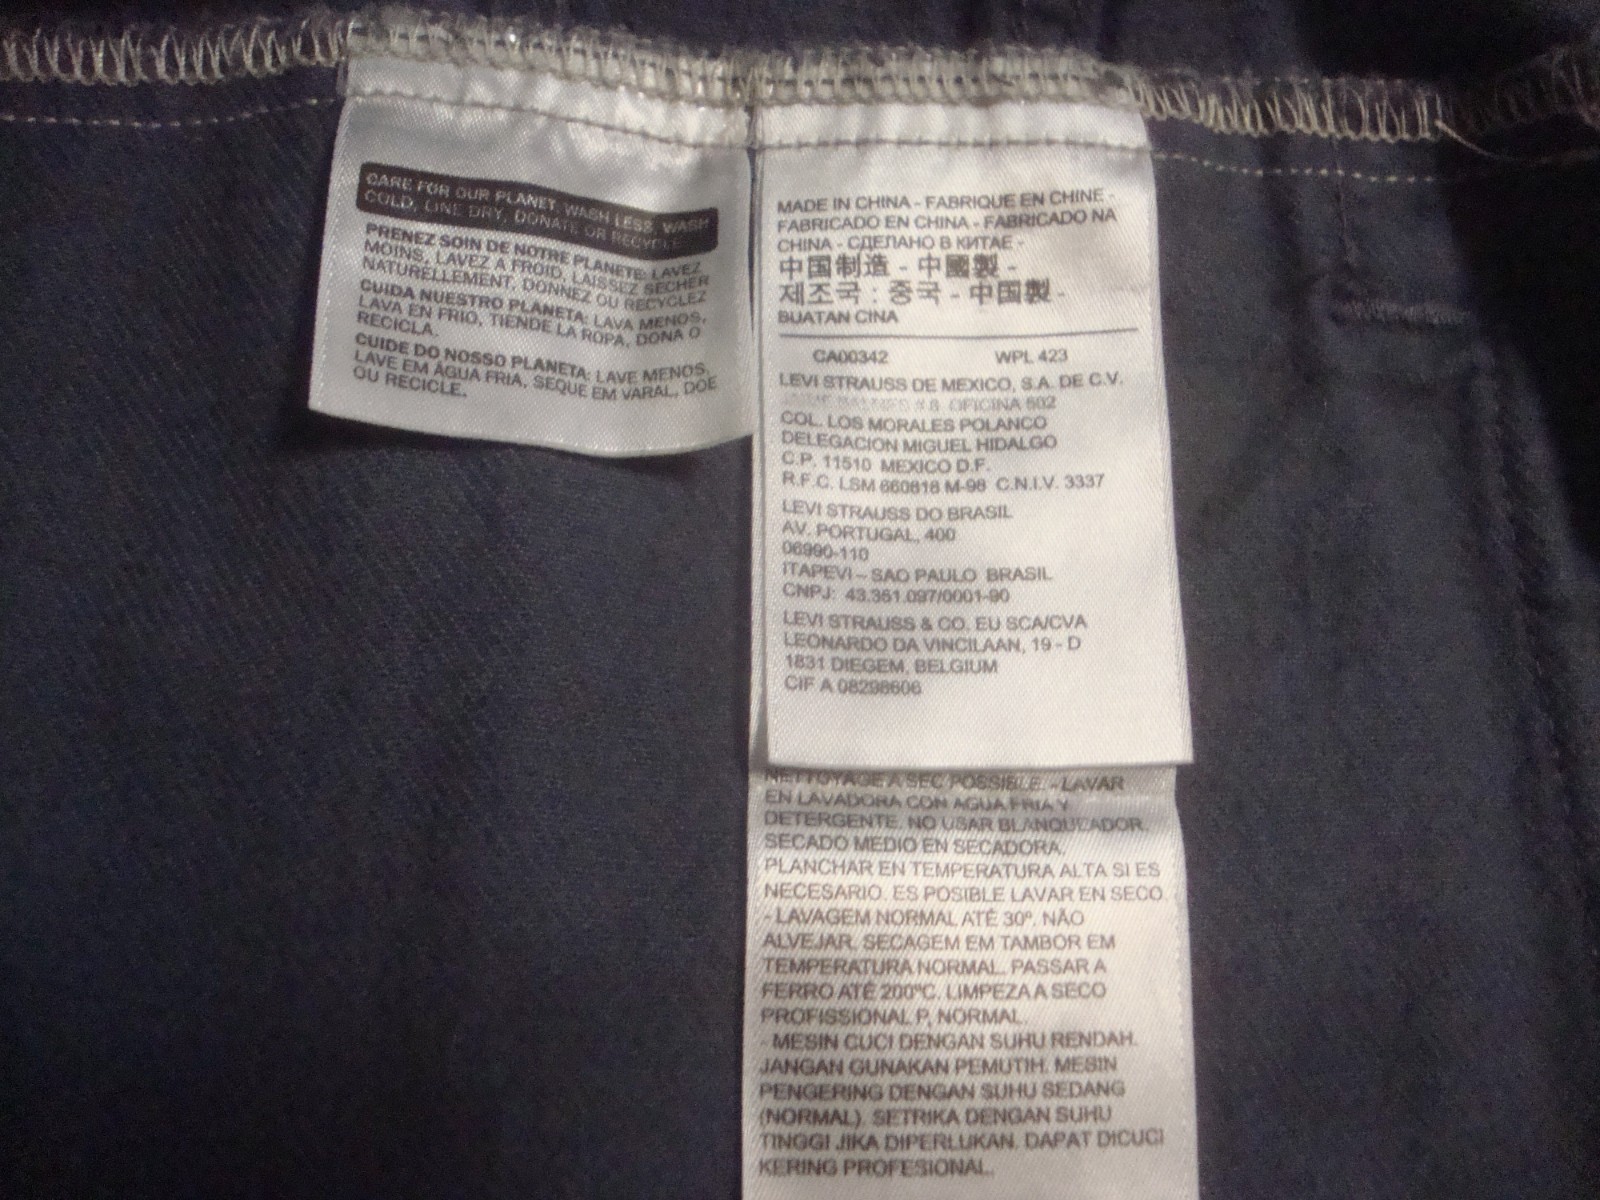 CARE FOR OUR PLANET. WASH LESS, WASH
COLD, LINE DRY, DONATE OR RECYCLE
PRENEZ SOIN DE NOTRE PLANETE: LAVEZ
MOINS, LAVEZ A FROID, LAISSEZ SECHER
NATURELLEMENT, DONNEZ OU RECYCLEZ
CUIDA NUESTRO PLANETA: LAVA MENOS,
LAVA EN FRIO, TIENDE LA ROPA, DONA O
RECICLA.
CUIDE DO NOSSO PLANETA: LAVE MENOS,
LAVE EM ÁGUA FRIA, SEQUE EM VARAL, DOE
OU RECICLE.
MADE IN CHINA - FABRIQUE EN CHINE -
FABRICADO EN CHINA - FABRICADO NA
CHINA - СДЕЛАНО В КИТАЕ -
中国制造 - 中國製 -
제조국 : 중국 - 中国製 -
BUATAN CINA
CA00342 WPL 423
LEVI STRAUSS DE MEXICO, S.A. DE C.V.
# 8 OFICINA 602
COL. LOS MORALES POLANCO
DELEGACION MIGUEL HIDALGO
C.P. 11510 MEXICO D.F.
R.F.C. LSM 660818 M-98 C.N.I.V. 3337
LEVI STRAUSS DO BRASIL
AV. PORTUGAL, 400
06990-110
ITAPEVI – SAO PAULO BRASIL
CNPJ: 43.351.097/0001-90
LEVI STRAUSS & CO. EU SCA/CVA
LEONARDO DA VINCILAAN, 19 - D
1831 DIEGEM, BELGIUM
CIF A 08298606
NETTOYAGE A SEC POSSIBLE. - LAVAR
EN LAVADORA CON AGUA FRIA Y
DETERGENTE. NO USAR BLANQUEADOR.
SECADO MEDIO EN SECADORA.
PLANCHAR EN TEMPERATURA ALTA SI ES
NECESARIO. ES POSIBLE LAVAR EN SECO.
- LAVAGEM NORMAL ATÉ 30º. NÃO
ALVEJAR. SECAGEM EM TAMBOR EM
TEMPERATURA NORMAL. PASSAR A
FERRO ATÉ 200ºC. LIMPEZA A SECO
PROFISSIONAL P, NORMAL.
- MESIN CUCI DENGAN SUHU RENDAH.
JANGAN GUNAKAN PEMUTIH. MESIN
PENGERING DENGAN SUHU SEDANG
(NORMAL). SETRIKA DENGAN SUHU
TINGGI JIKA DIPERLUKAN. DAPAT DICUCI
KERING PROFESIONAL.